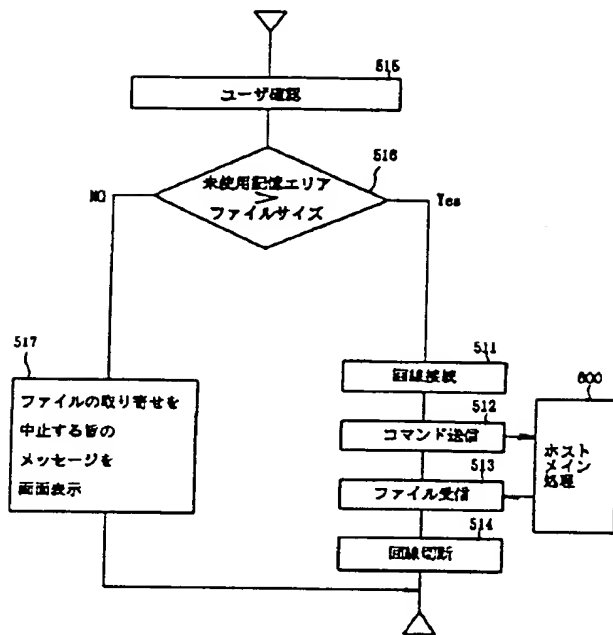 515
ユーザ確認
516
未使用記憶エリア
>
ファイルサイズ
NO
Yes
517
ファイルの取り寄せを
中止する旨の
メッセージを
画面表示
511
回線接続
512
コマンド送信
513
ファイル受信
514
回線切断
600
ホスト
メイン
処理